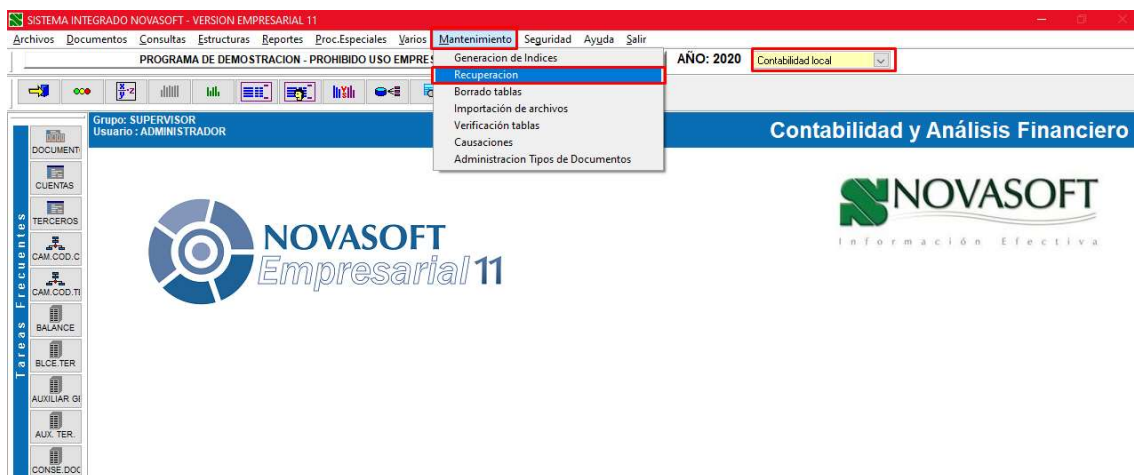 SISTEMA INTEGRADO NOVASOFT - VERSION EMPRESARIAL 11
Archivos Documentos Consultas Estructuras Reportes Proc.Especiales Varios Mantenimiento Seguridad Ayuda Salir
PROGRAMA DE DEMOSTRACION - PROHIBIDO USO EMPRES
AÑO: 2020 Contabilidad local
Generacion de Indices
Recuperacion
Borrado tablas
Importación de archivos
Verificación tablas
Causaciones
Administracion Tipos de Documentos
Grupo: SUPERVISOR
Usuario : ADMINISTRADOR
Contabilidad y Análisis Financiero
Tareas Frecuentes
DOCUMENT
CUENTAS
TERCEROS
CAM.COD.C
CAM.COD.TI
BALANCE
BLCE.TER
AUXILIAR GE
AUX. TER.
CONSE.DOC
NOVASOFT
Empresarial 11
NOVASOFT
Información Efectiva